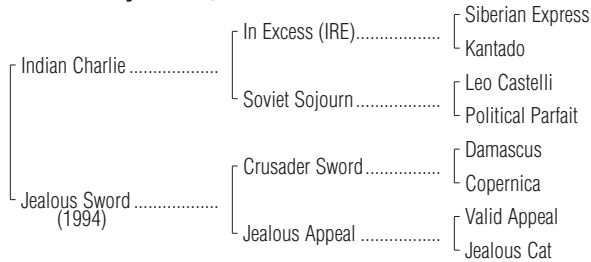 Siberian Express
In Excess (IRE)..................
Kantado
Indian Charlie ...................
Leo Castelli
Soviet Sojourn ..................
Political Parfait
Damascus
Crusader Sword................
Copernica
Jealous Sword ..................
(1994)
Valid Appeal
Jealous Appeal .................
Jealous Cat